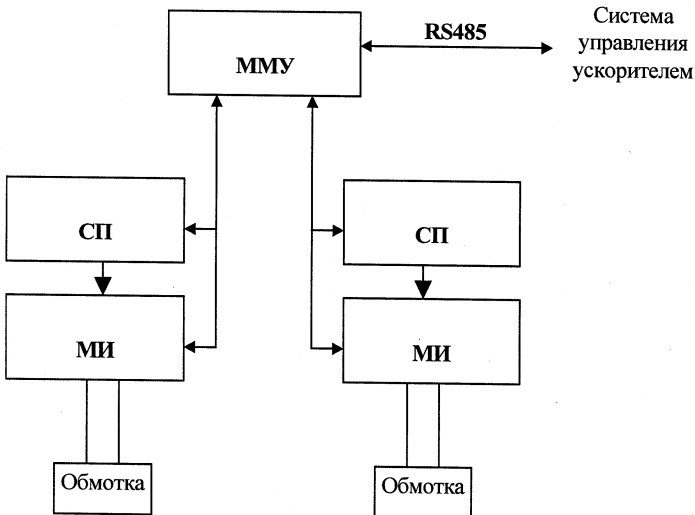 ММУ
RS485
Система
управления
ускорителем
СП
СП
МИ
МИ
Обмотка
Обмотка